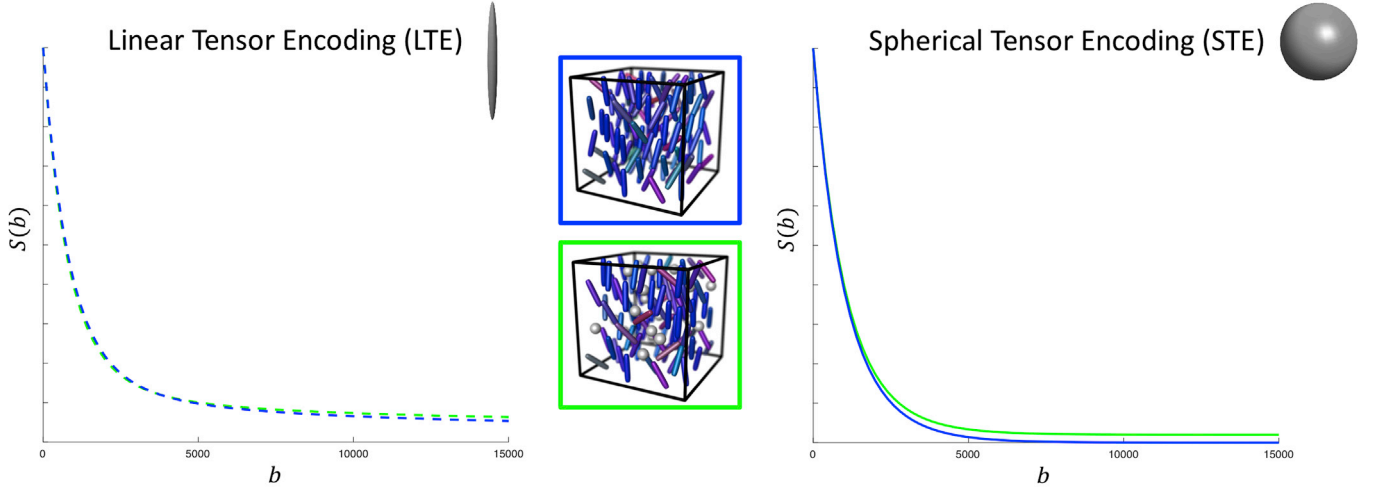 Linear Tensor Encoding (LTE)
S(b)
0 5000 10000 15000
b
Spherical Tensor Encoding (STE)
S(b)
0 5000 10000 15000
b